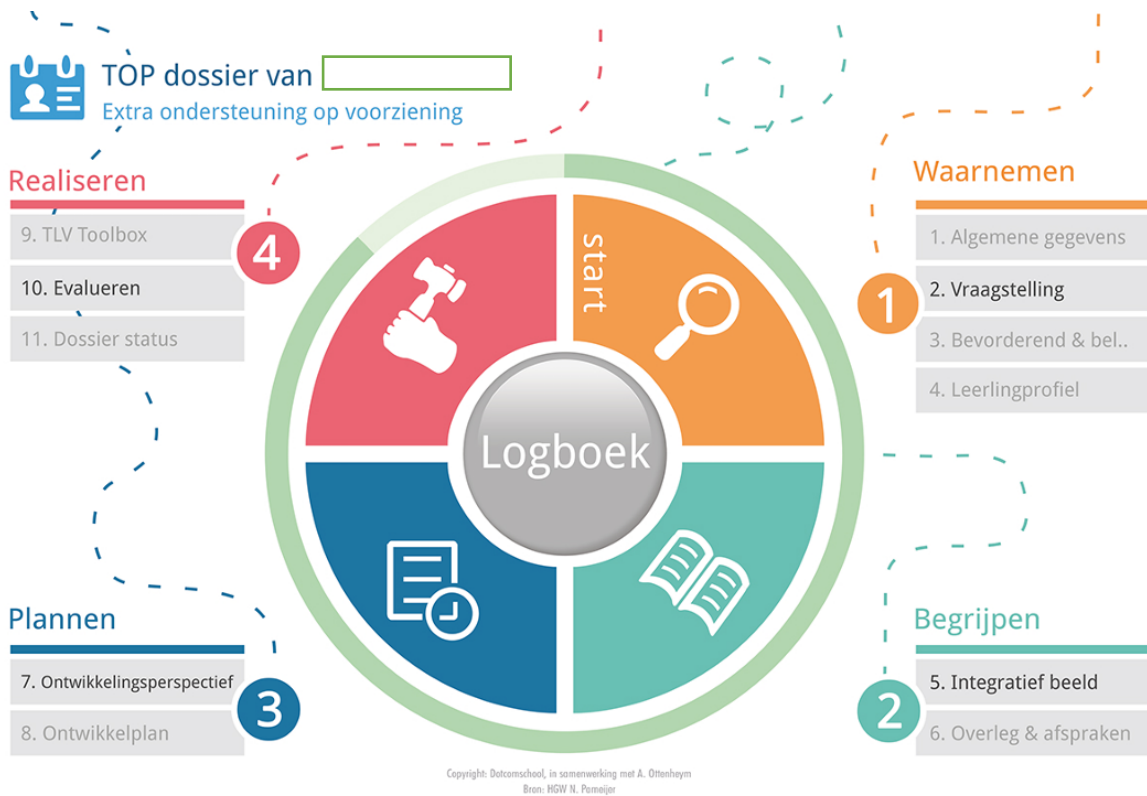 TOP dossier van
Extra ondersteuning op voorziening
Realiseren
9. TLV Toolbox
10. Evalueren
11. Dossier status
4
Waarnemen
1. Algemene gegevens
2. Vraagstelling
3. Bevorderend & bel..
4. Leerlingprofiel
1
start
Logboek
Plannen
7. Ontwikkelingsperspectief
8. Ontwikkelplan
3
Begrijpen
5. Integratief beeld
6. Overleg & afspraken
2
Copyright: Dotcomschool, in samenwerking met A. Ottenheym
Bron: HGW N. Pameijer